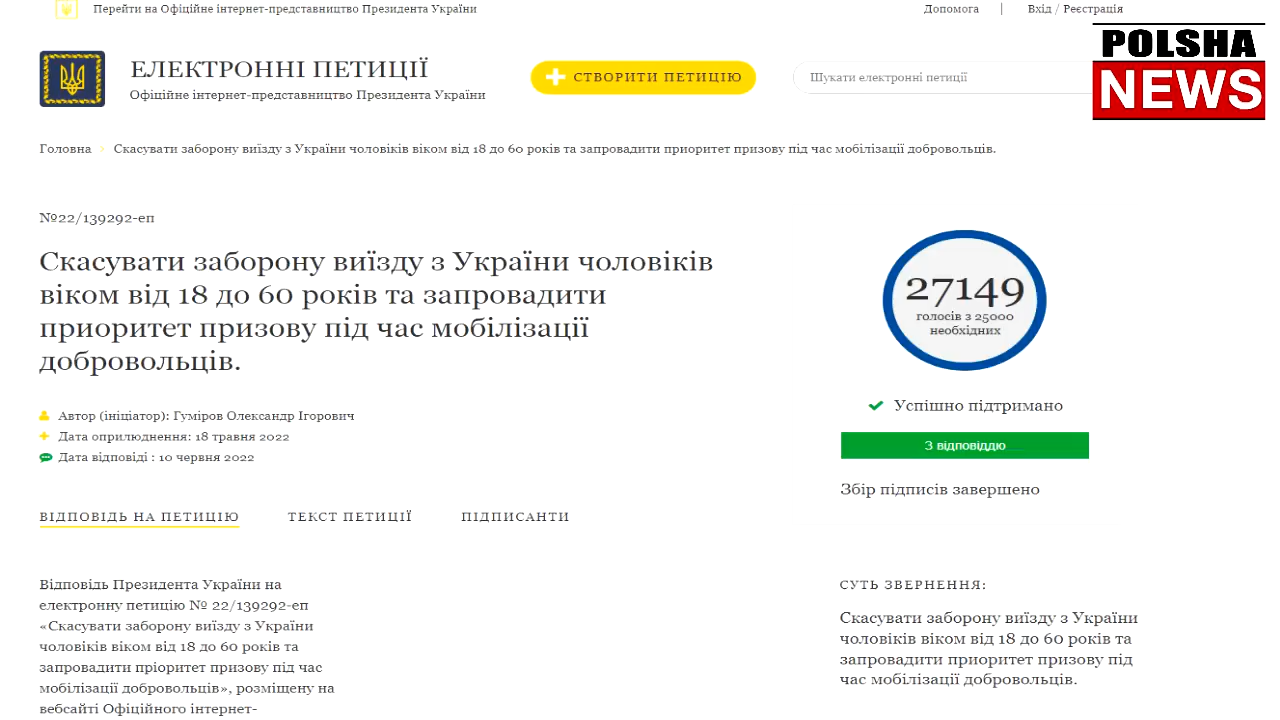 Перейти на Офіційне інтернет-представництво Президента України
Допомога | Вхід / Реєстрація
POLSHA
NEWS
ЕЛЕКТРОННІ ПЕТИЦІЇ
Офіційне інтернет-представництво Президента України
СТВОРИТИ ПЕТИЦІЮ
Шукати електронні петиції
Головна > Скасувати заборону виїзду з України чоловіків віком від 18 до 60 років та запровадити приоритет призову під час мобілізації добровольців.
№22/139292-еп
Скасувати заборону виїзду з України чоловіків
віком від 18 до 60 років та запровадити
приоритет призову під час мобілізації
добровольців.
27149
голосів з 25000
необхідних
Автор (ініціатор): Гуміров Олександр Ігорович
Дата оприлюднення: 18 травня 2022
Дата відповіді : 10 червня 2022
Успішно підтримано
З відповіддю
Збір підписів завершено
ВІДПОВІДЬ НА ПЕТИЦІЮ ТЕКСТ ПЕТИЦІЇ ПІДПИСАНТИ
Відповідь Президента України на
електронну петицію № 22/139292-еп
«Скасувати заборону виїзду з України
чоловіків віком від 18 до 60 років та
запровадити пріоритет призову під час
мобілізації добровольців», розміщену на
вебсайті Офіційного інтернет-
СУТЬ ЗВЕРНЕННЯ:
Скасувати заборону виїзду з України
чоловіків віком від 18 до 60 років та
запровадити приоритет призову під
час мобілізації добровольців.